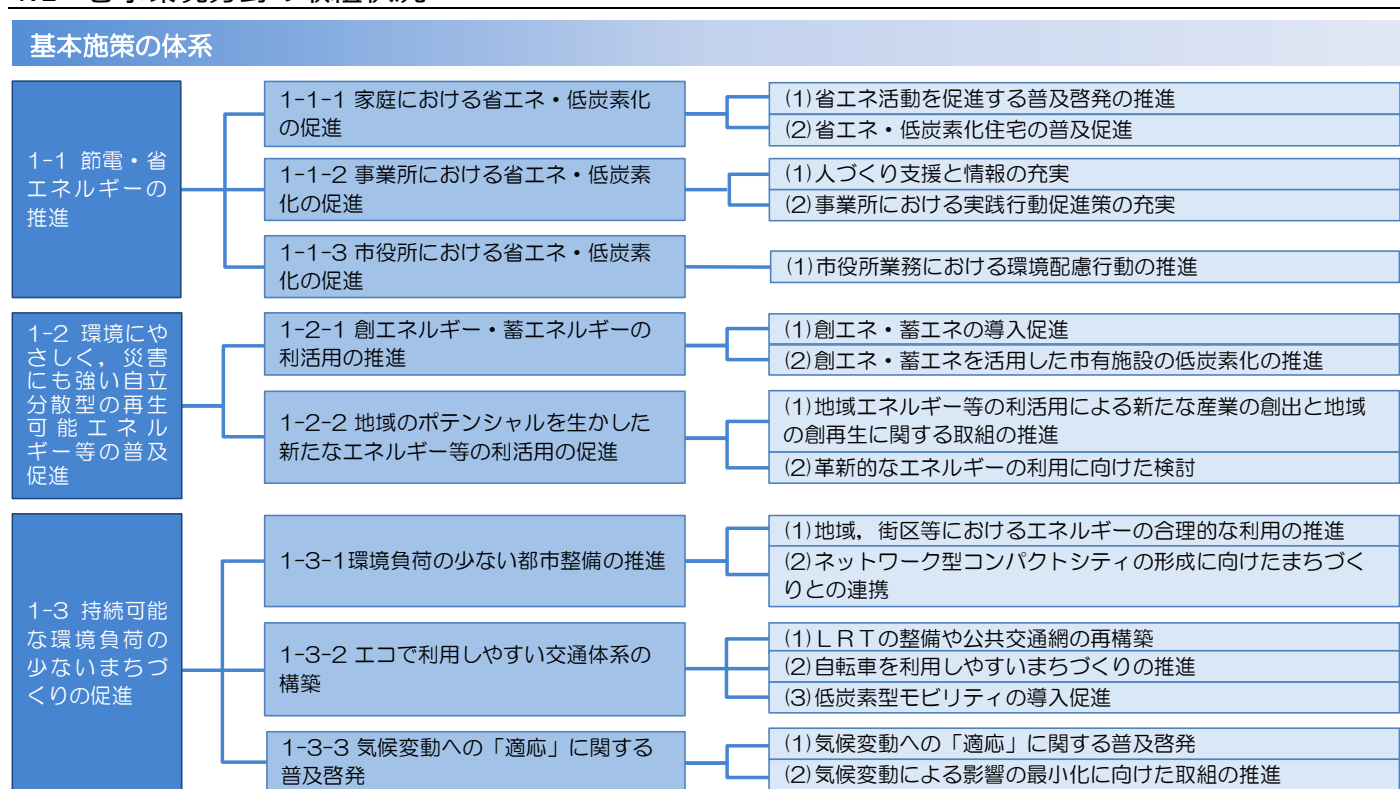 基本施策の体系
1-1 節電・省
エネルギーの
推進
1-1-1 家庭における省エネ・低炭素化
の促進
(1)省エネ活動を促進する普及啓発の推進
(2)省エネ・低炭素化住宅の普及促進
1-1-2 事業所における省エネ・低炭素
化の促進
(1)人づくり支援と情報の充実
(2)事業所における実践行動促進策の充実
1-1-3 市役所における省エネ・低炭素
化の促進
(1)市役所業務における環境配慮行動の推進
1-2 環境にや
さしく，災害
にも強い自立
分散型の再生
可能エネル
ギー等の普及
促進
1-2-1 創エネルギー・蓄エネルギーの
利活用の推進
(1)創エネ・蓄エネの導入促進
(2)創エネ・蓄エネを活用した市有施設の低炭素化の推進
1-2-2 地域のポテンシャルを生かした
新たなエネルギー等の利活用の促進
(1)地域エネルギー等の利活用による新たな産業の創出と地域
の創再生に関する取組の推進
(2)革新的なエネルギーの利用に向けた検討
1-3 持続可能
な環境負荷の
少ないまちづ
くりの促進
1-3-1環境負荷の少ない都市整備の推進
(1)地域，街区等におけるエネルギーの合理的な利用の推進
(2)ネットワーク型コンパクトシティの形成に向けたまちづく
りとの連携
1-3-2 エコで利用しやすい交通体系の
構築
(1)ＬＲＴの整備や公共交通網の再構築
(2)自転車を利用しやすいまちづくりの推進
(3)低炭素型モビリティの導入促進
1-3-3 気候変動への「適応」に関する
普及啓発
(1)気候変動への「適応」に関する普及啓発
(2)気候変動による影響の最小化に向けた取組の推進